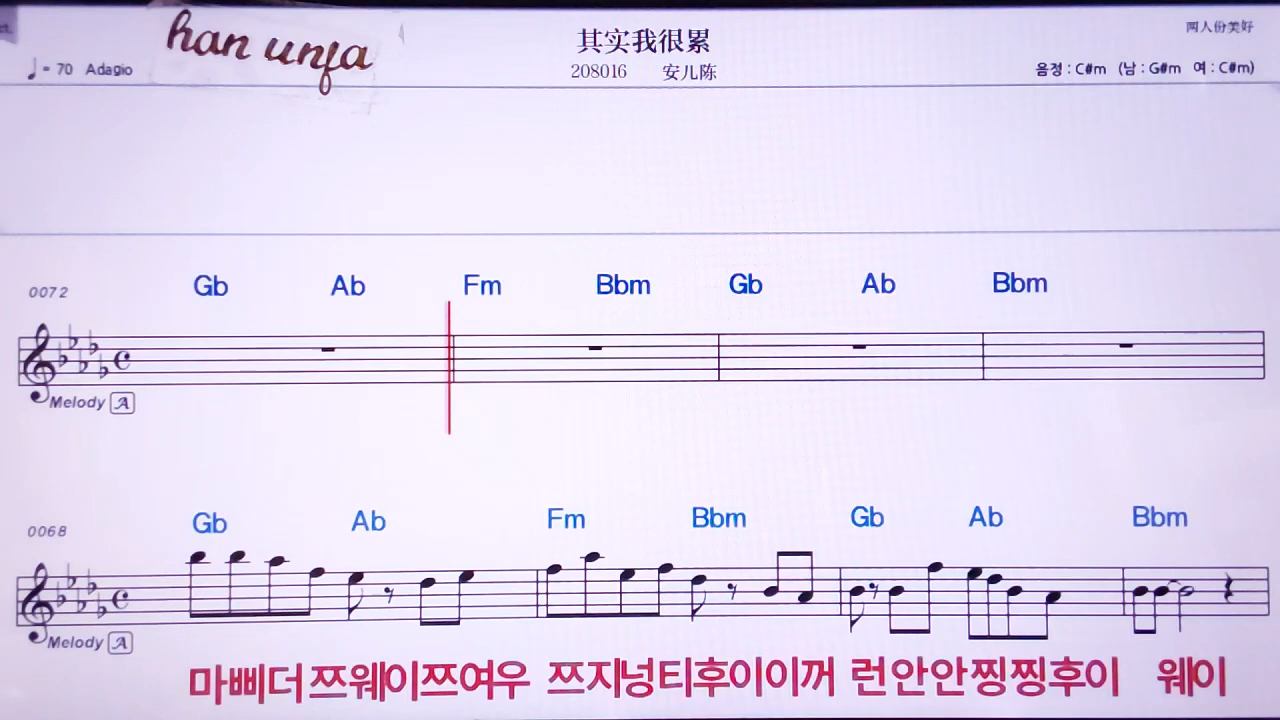 han unfa
其实我很累
两人份美好
♩= 70 Adagio
208016 安儿陈
음정 : C#m (남 : G#m 여 : C#m)
0072 Gb Ab Fm Bbm Gb Ab Bbm
Melody A
0068 Gb Ab Fm Bbm Gb Ab Bbm
Melody A
마삐더쯔웨이쯔여우 쯔지넝티후이이꺼 런안안찡찡후이 웨이